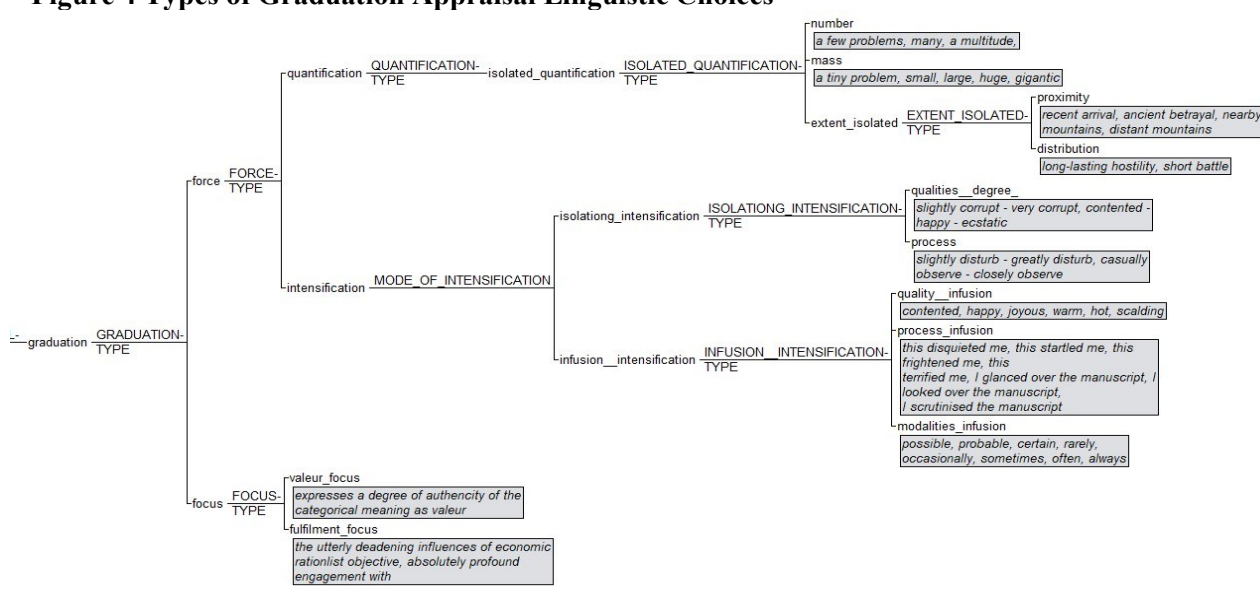 Figure 4 Types of Graduation Appraisal Linguistic Choices
number
a few problems, many, a multitude,
quantification QUANTIFICATION-TYPE isolated_quantification ISOLATED_QUANTIFICATION-TYPE
mass
a tiny problem, small, large, huge, gigantic
extent_isolated EXTENT_ISOLATED-TYPE
proximity
recent arrival, ancient betrayal, nearby
mountains, distant mountains
distribution
long-lasting hostility, short battle
force FORCE-TYPE
isolationg_intensification ISOLATIONG_INTENSIFICATION-TYPE
qualities__degree_
slightly corrupt - very corrupt, contented -
happy - ecstatic
process
slightly disturb - greatly disturb, casually
observe - closely observe
intensification MODE_OF_INTENSIFICATION
quality__infusion
contented, happy, joyous, warm, hot, scalding
L-
graduation GRADUATION-TYPE
infusion__intensification INFUSION__INTENSIFICATION-TYPE
process_infusion
this disquieted me, this startled me, this
frightened me, this
terrified me, I glanced over the manuscript, I
looked over the manuscript,
I scrutinised the manuscript
modalities_infusion
possible, probable, certain, rarely,
occasionally, sometimes, often, always
focus FOCUS-TYPE
valeur_focus
expresses a degree of authencity of the
categorical meaning as valeur
fulfilment_focus
the utterly deadening influences of economic
rationlist objective, absolutely profound
engagement with